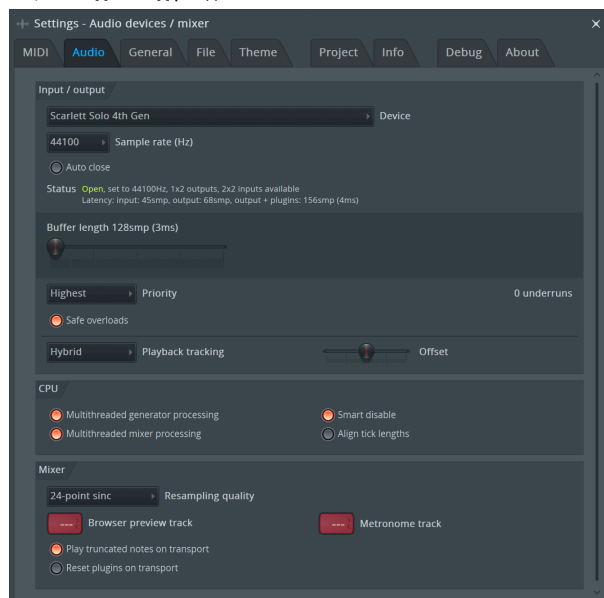 Settings - Audio devices / mixer
MIDI Audio General File Theme Project Info Debug About
Input / output
Scarlett Solo 4th Gen Device
44100 Sample rate (Hz)
Auto close
Status Open, set to 44100Hz, 1x2 outputs, 2x2 inputs available
Latency: input: 45smp, output: 68smp, output + plugins: 156smp (4ms)
Buffer length 128smp (3ms)
Highest Priority 0 underruns
Safe overloads
Hybrid Playback tracking Offset
CPU
Multithreaded generator processing Smart disable
Multithreaded mixer processing Align tick lengths
Mixer
24-point sinc Resampling quality
--- Browser preview track --- Metronome track
Play truncated notes on transport
Reset plugins on transport